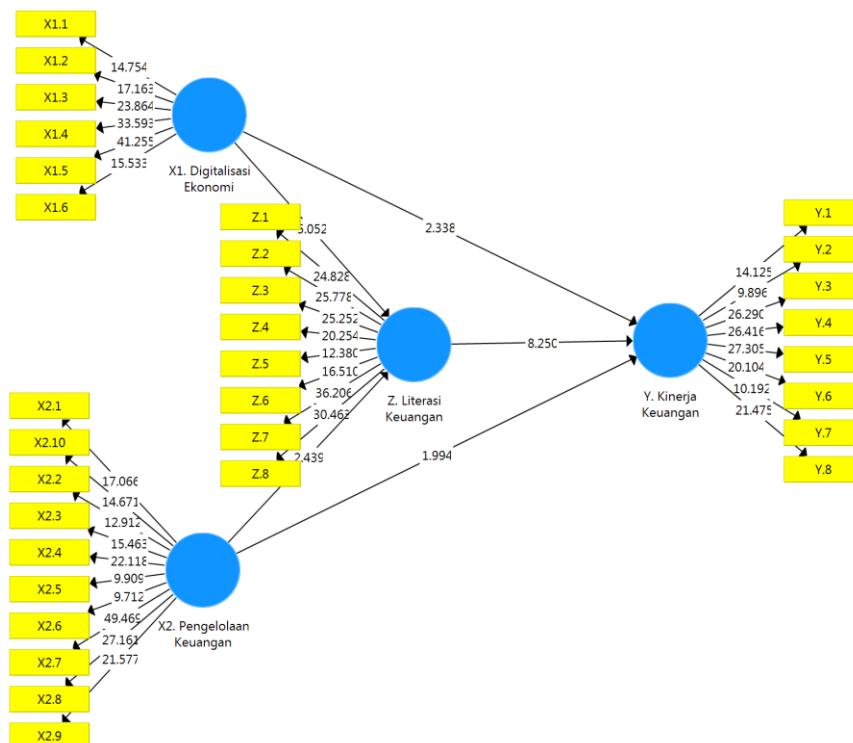 X1.1
X1.2
X1.3
X1.4
X1.5
X1.6
14.754
17.163
23.864
33.593
41.255
15.533
X1. Digitalisasi
Ekonomi
2.338
Z.1
Z.2
Z.3
Z.4
Z.5
Z.6
Z.7
Z.8
24.828
25.778
25.252
20.254
12.380
16.510
36.206
30.463
2.439
Z. Literasi
Keuangan
8.250
1.994
Y.1
Y.2
Y.3
Y.4
Y.5
Y.6
Y.7
Y.8
14.125
9.896
26.290
26.416
27.305
20.104
10.192
21.475
Y. Kinerja
Keuangan
X2.1
X2.10
X2.2
X2.3
X2.4
X2.5
X2.6
X2.7
X2.8
X2.9
17.066
14.671
12.912
15.463
22.118
9.909
9.712
49.469
27.161
21.577
X2. Pengelolaan
Keuangan